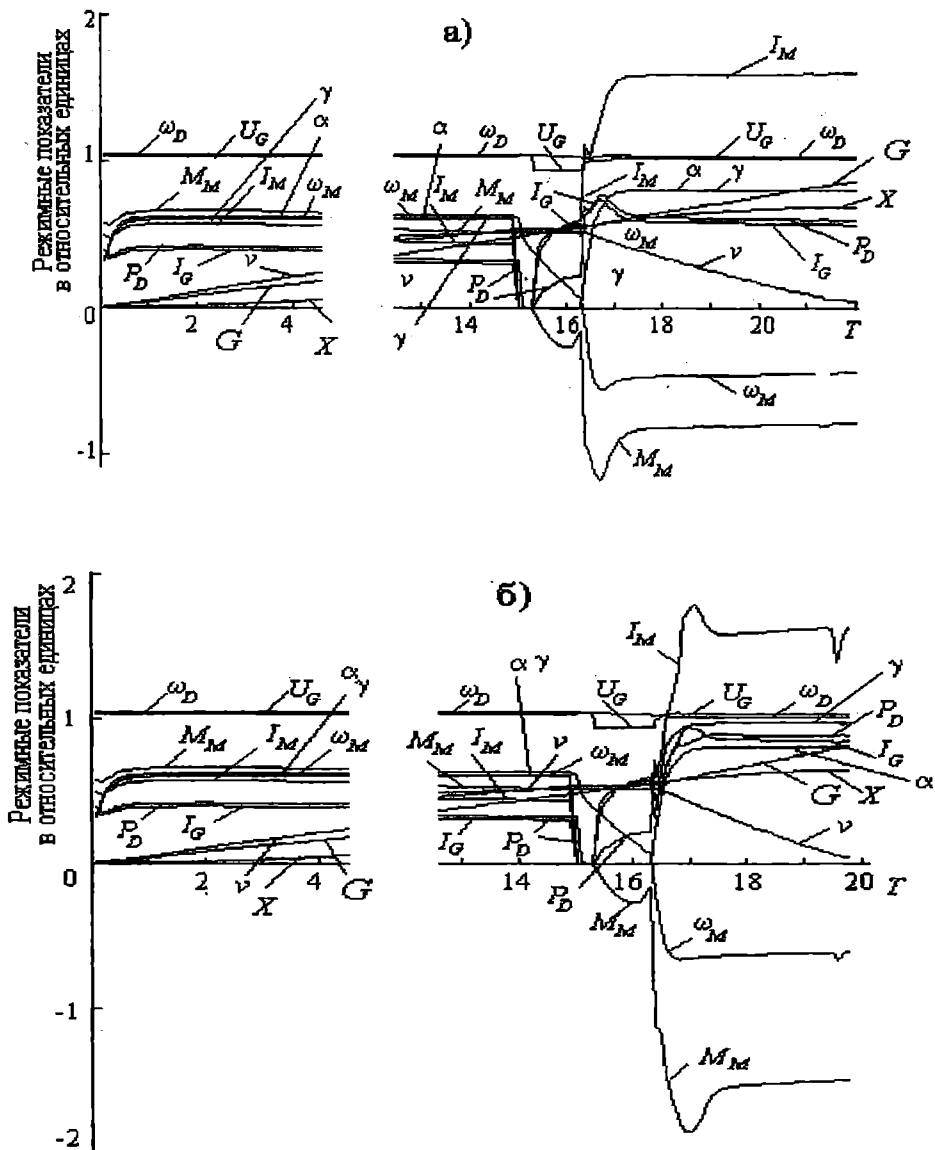 а)
Режимные показатели
в относительных единицах
2
1
0
-1
I_M
γ
α
ω_D
U_G
α
ω_D
U_G
U_G
ω_D
G
M_M
I_M
ω_M
ω_M
I_M
M_M
I_G
I_M
α
γ
X
P_D
I_G
ν
ν
P_D
γ
ω_M
ν
I_G
P_D
2
4
14
16
18
20
T
G
X
γ
ω_M
M_M
б)
Режимные показатели
в относительных единицах
2
1
0
-1
-2
I_M
α γ
γ
ω_D
U_G
α
γ
ω_D
U_G
U_G
ω_D
P_D
M_M
I_M
ω_M
M_M
I_M
ν
ω_M
I_G
α
P_D
I_G
I_G
P_D
G
X
ν
2
4
14
16
18
20
T
ν
X
G
P_D
M_M
ω_M
M_M